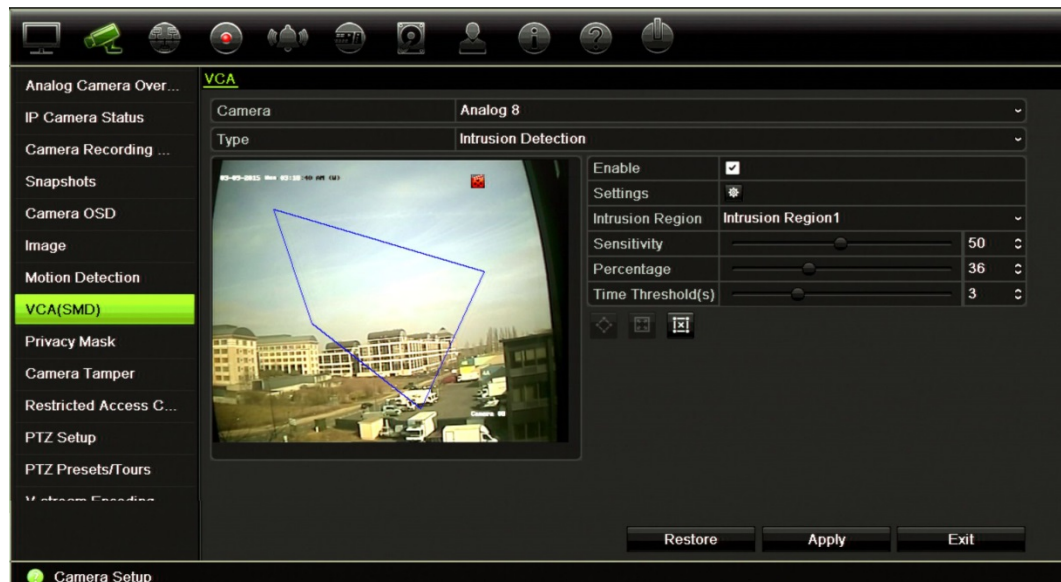 VCA
Analog Camera Over...
IP Camera Status
Camera Recording ...
Snapshots
Camera OSD
Image
Motion Detection
VCA(SMD)
Privacy Mask
Camera Tamper
Restricted Access C...
PTZ Setup
PTZ Presets/Tours
V-stream Encoding
Camera Analog 8
Type Intrusion Detection
Enable
Settings
Intrusion Region Intrusion Region1
Sensitivity 50
Percentage 36
Time Threshold(s) 3
Restore Apply Exit
Camera Setup